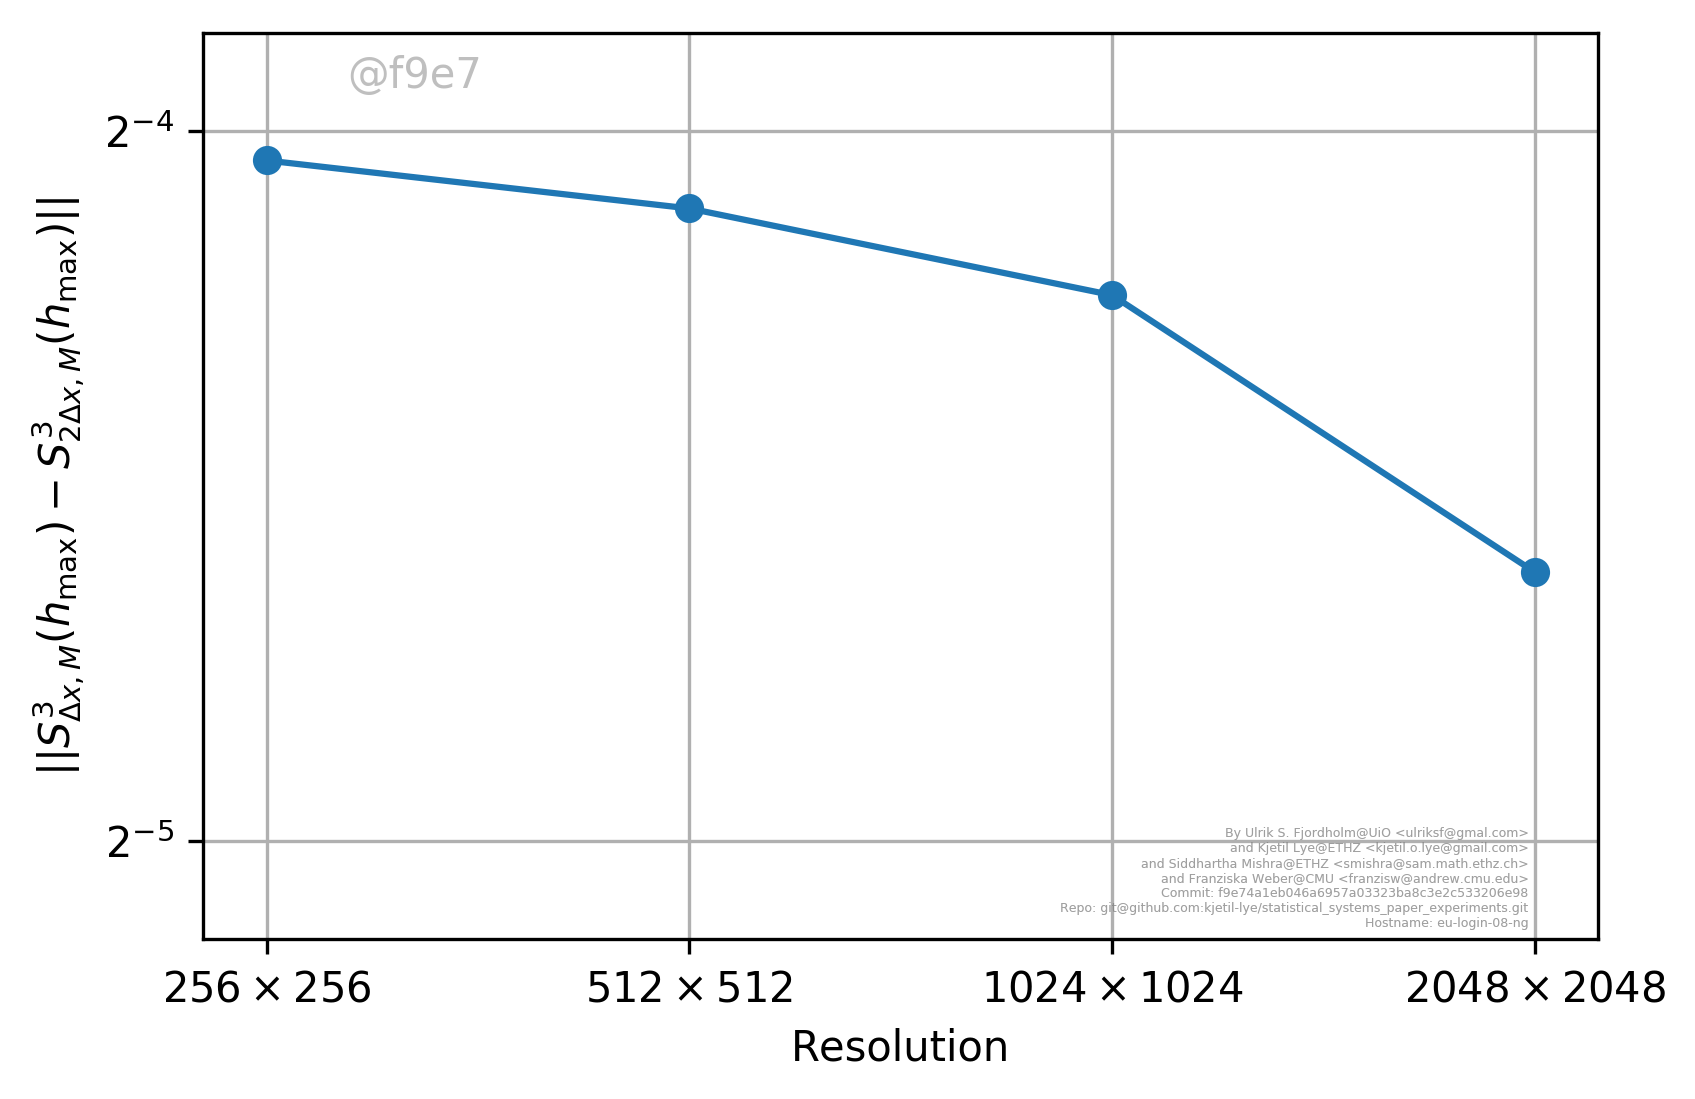 @f9e7
2^{-4}
||S^3_{Δx,M}(h_max) − S^3_{2Δx,M}(h_max)||
2^{-5}
By Ulrik S. Fjordholm@UiO <ulriksf@gmal.com>
and Kjetil Lye@ETHZ <kjetil.o.lye@gmail.com>
and Siddhartha Mishra@ETHZ <smishra@sam.math.ethz.ch>
and Franziska Weber@CMU <franzisw@andrew.cmu.edu>
Commit: f9e74a1eb046a6957a03323ba8c3e2c533206e98
Repo: git@github.com:kjetil-lye/statistical_systems_paper_experiments.git
Hostname: eu-login-08-ng
256 × 256 512 × 512 1024 × 1024 2048 × 2048
Resolution